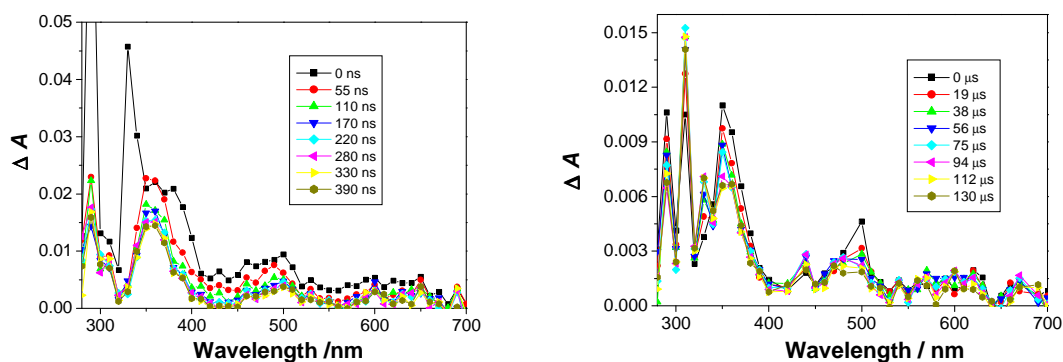 0.05
0.04
0.03
0.02
0.01
0.00
Δ A
0 ns
55 ns
110 ns
170 ns
220 ns
280 ns
330 ns
390 ns
300 400 500 600 700
Wavelength /nm
0.015
0.012
0.009
0.006
0.003
0.000
Δ A
0 μs
19 μs
38 μs
56 μs
75 μs
94 μs
112 μs
130 μs
300 400 500 600 700
Wavelength / nm